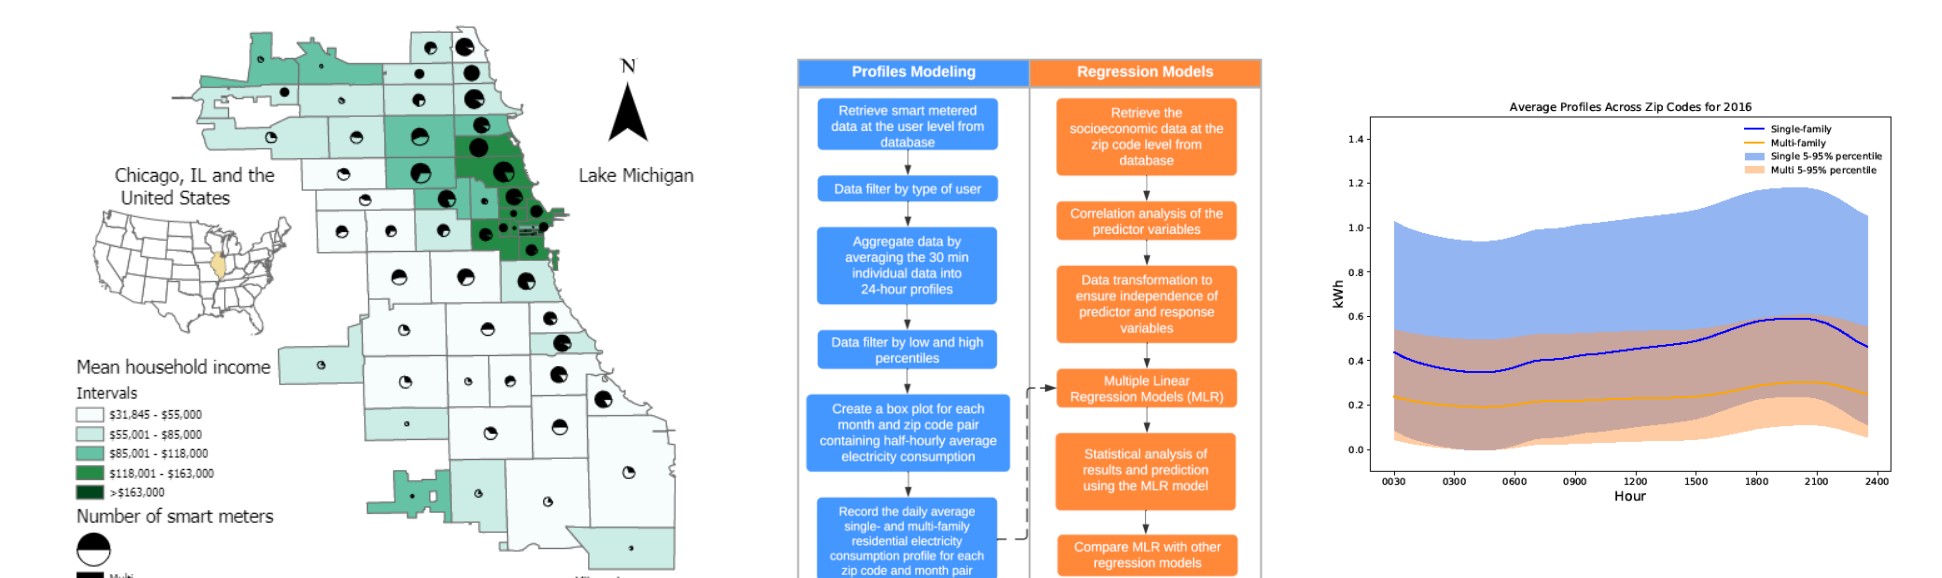 N
Chicago, IL and the
United States
Lake Michigan
Mean household income
Intervals
$31,845 - $55,000
$55,001 - $85,000
$85,001 - $118,000
$118,001 - $163,000
>$163,000
Number of smart meters
Multi
Profiles Modeling
Retrieve smart metered
data at the user level from
database
Data filter by type of user
Aggregate data by
averaging the 30 min
individual data into
24-hour profiles
Data filter by low and high
percentiles
Create a box plot for each
month and zip code pair
containing half-hourly average
electricity consumption
Record the daily average
single- and multi-family
residential electricity
consumption profile for each
zip code and month pair
Regression Models
Retrieve the
socioeconomic data at the
zip code level from
database
Correlation analysis of the
predictor variables
Data transformation to
ensure independence of
predictor and response
variables
Multiple Linear
Regression Models (MLR)
Statistical analysis of
results and prediction
using the MLR model
Compare MLR with other
regression models
Average Profiles Across Zip Codes for 2016
Single-family
Multi-family
Single 5-95% percentile
Multi 5-95% percentile
kWh
1.4
1.2
1.0
0.8
0.6
0.4
0.2
0.0
0030 0300 0600 0900 1200 1500 1800 2100 2400
Hour